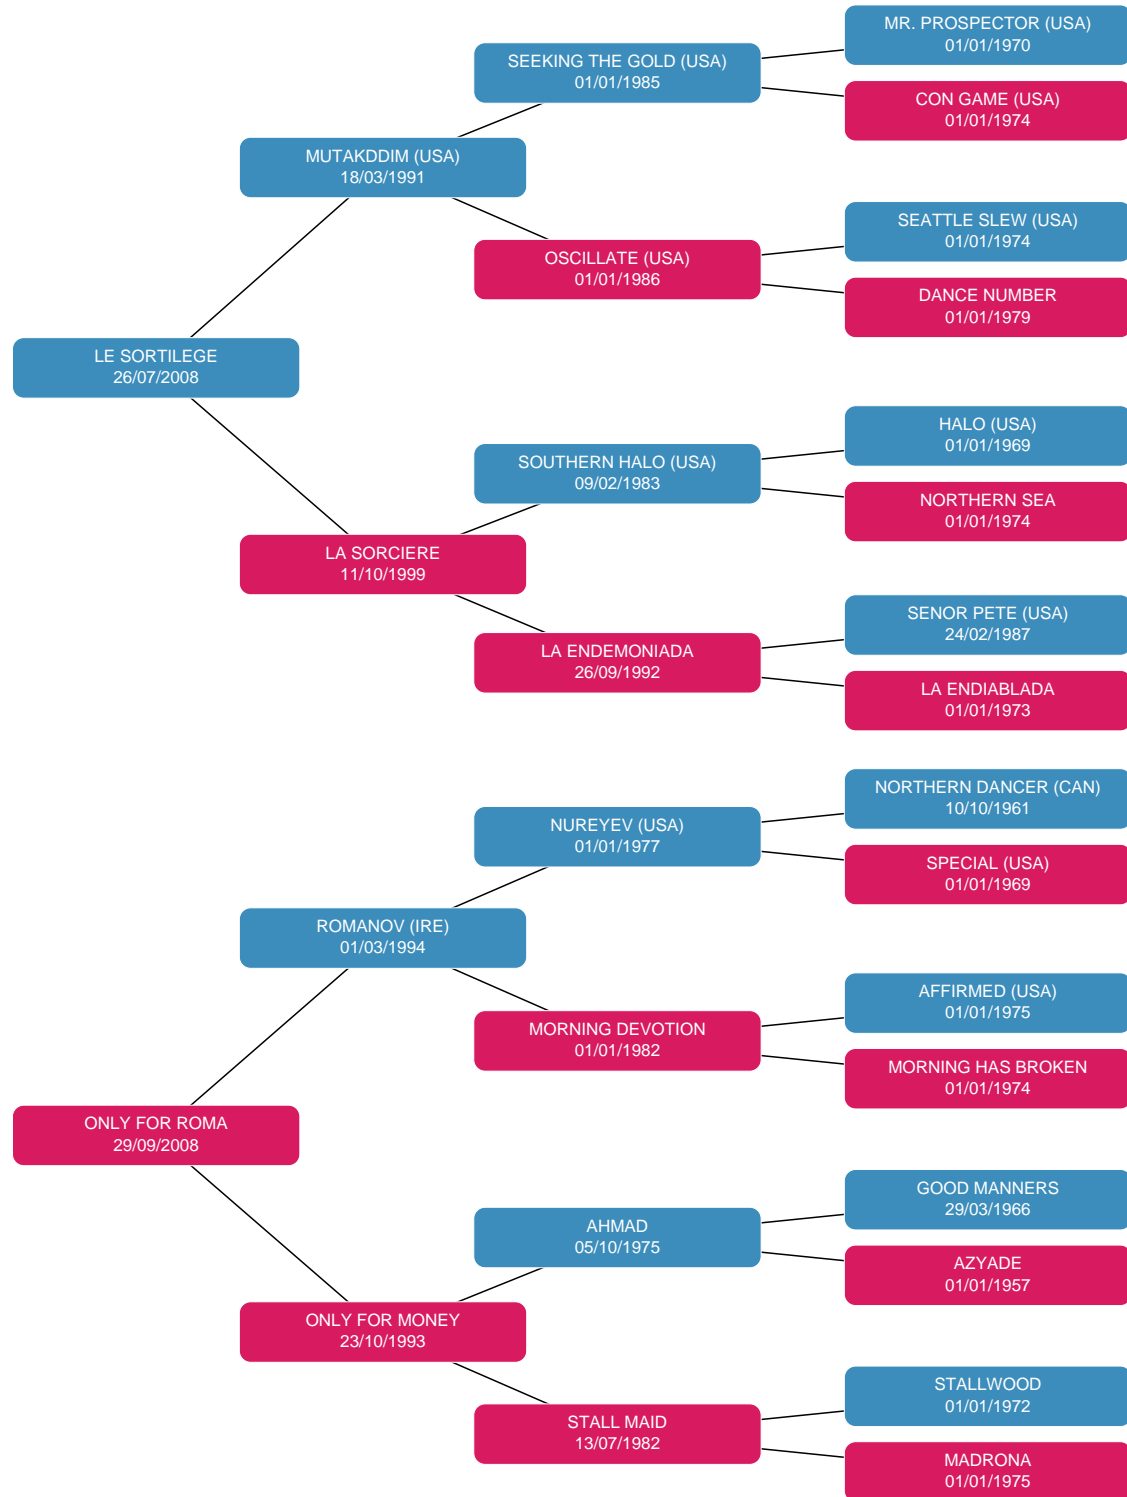 MR. PROSPECTOR (USA)
01/01/1970
SEEKING THE GOLD (USA)
01/01/1985
CON GAME (USA)
01/01/1974
MUTAKDDIM (USA)
18/03/1991
SEATTLE SLEW (USA)
01/01/1974
OSCILLATE (USA)
01/01/1986
DANCE NUMBER
01/01/1979
LE SORTILEGE
26/07/2008
HALO (USA)
01/01/1969
SOUTHERN HALO (USA)
09/02/1983
NORTHERN SEA
01/01/1974
LA SORCIERE
11/10/1999
SENOR PETE (USA)
24/02/1987
LA ENDEMONIADA
26/09/1992
LA ENDIABLADA
01/01/1973
NORTHERN DANCER (CAN)
10/10/1961
NUREYEV (USA)
01/01/1977
SPECIAL (USA)
01/01/1969
ROMANOV (IRE)
01/03/1994
AFFIRMED (USA)
01/01/1975
MORNING DEVOTION
01/01/1982
MORNING HAS BROKEN
01/01/1974
ONLY FOR ROMA
29/09/2008
GOOD MANNERS
29/03/1966
AHMAD
05/10/1975
AZYADE
01/01/1957
ONLY FOR MONEY
23/10/1993
STALLWOOD
01/01/1972
STALL MAID
13/07/1982
MADRONA
01/01/1975